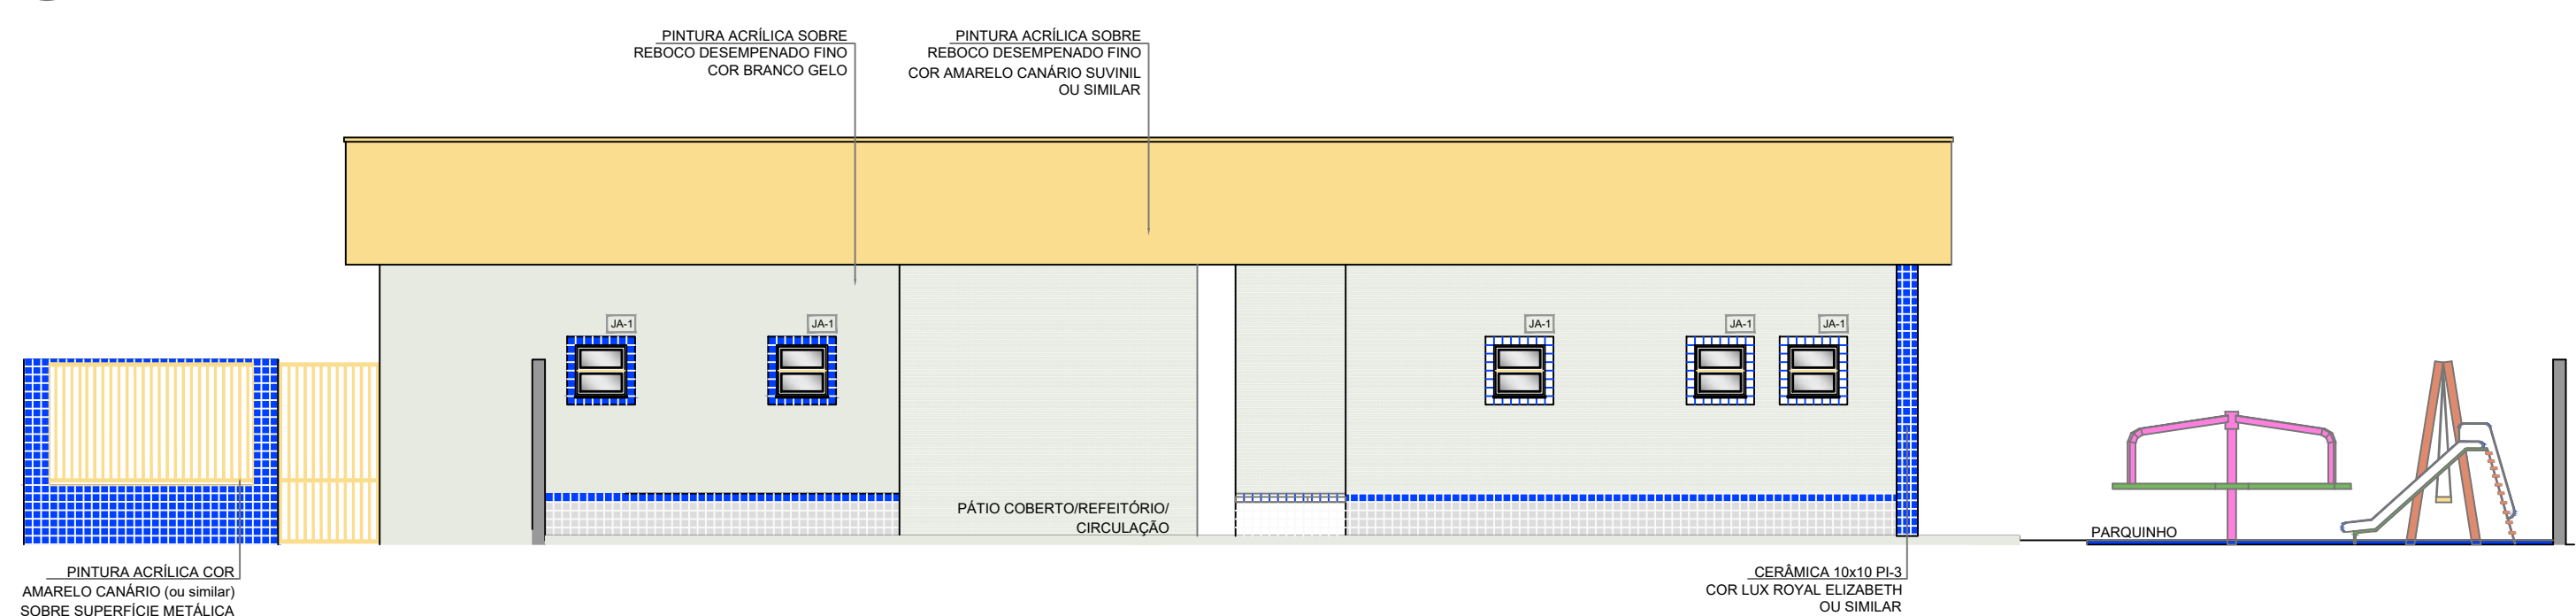 PINTURA ACRÍLICA SOBRE
REBOCO DESEMPENADO FINO
COR BRANCO GELO
PINTURA ACRÍLICA SOBRE
REBOCO DESEMPENADO FINO
COR AMARELO CANÁRIO SUVINIL
OU SIMILAR
JA-1
JA-1
JA-1
JA-1
JA-1
PÁTIO COBERTO/REFEITÓRIO/
CIRCULAÇÃO
PARQUINHO
PINTURA ACRÍLICA COR
AMARELO CANÁRIO (ou similar)
SOBRE SUPERFÍCIE METÁLICA
CERÂMICA 10x10 PI-3
COR LUX ROYAL ELIZABETH
OU SIMILAR